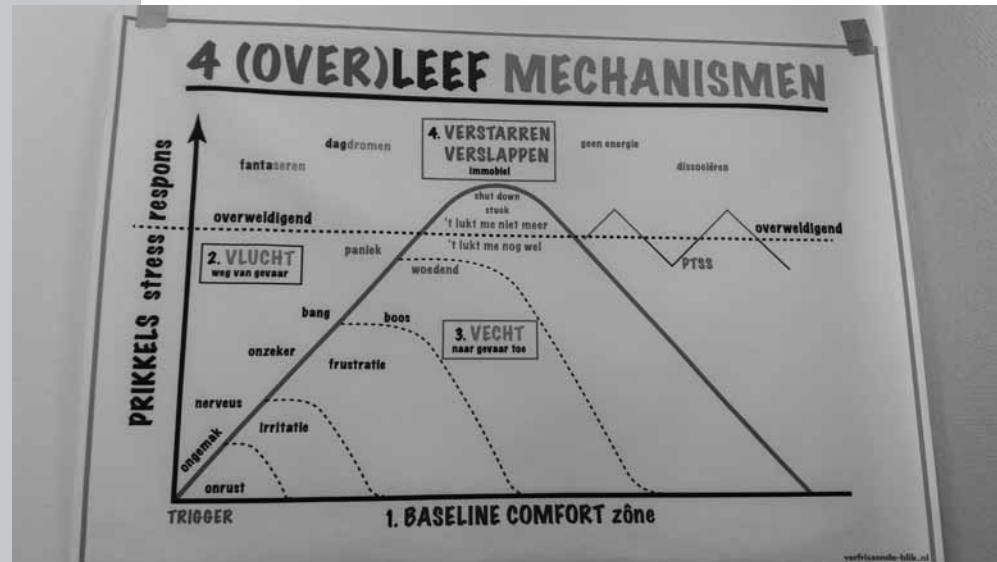 4 (OVER)LEEF MECHANISMEN
PRIKKELS stress respons
fantaseren
dagdromen
4. VERSTARREN
VERSLAPPEN
immobiel
geen energie
dissociëren
shut down
stuck
't lukt me niet meer
't lukt me nog wel
overweldigend
overweldigend
PTSS
2. VLUCHT
weg van gevaar
paniek
woedend
bang
boos
3. VECHT
naar gevaar toe
onzeker
frustratie
nerveus
irritatie
ongemak
onrust
TRIGGER
1. BASELINE COMFORT zône
verfrissende-blik.nl